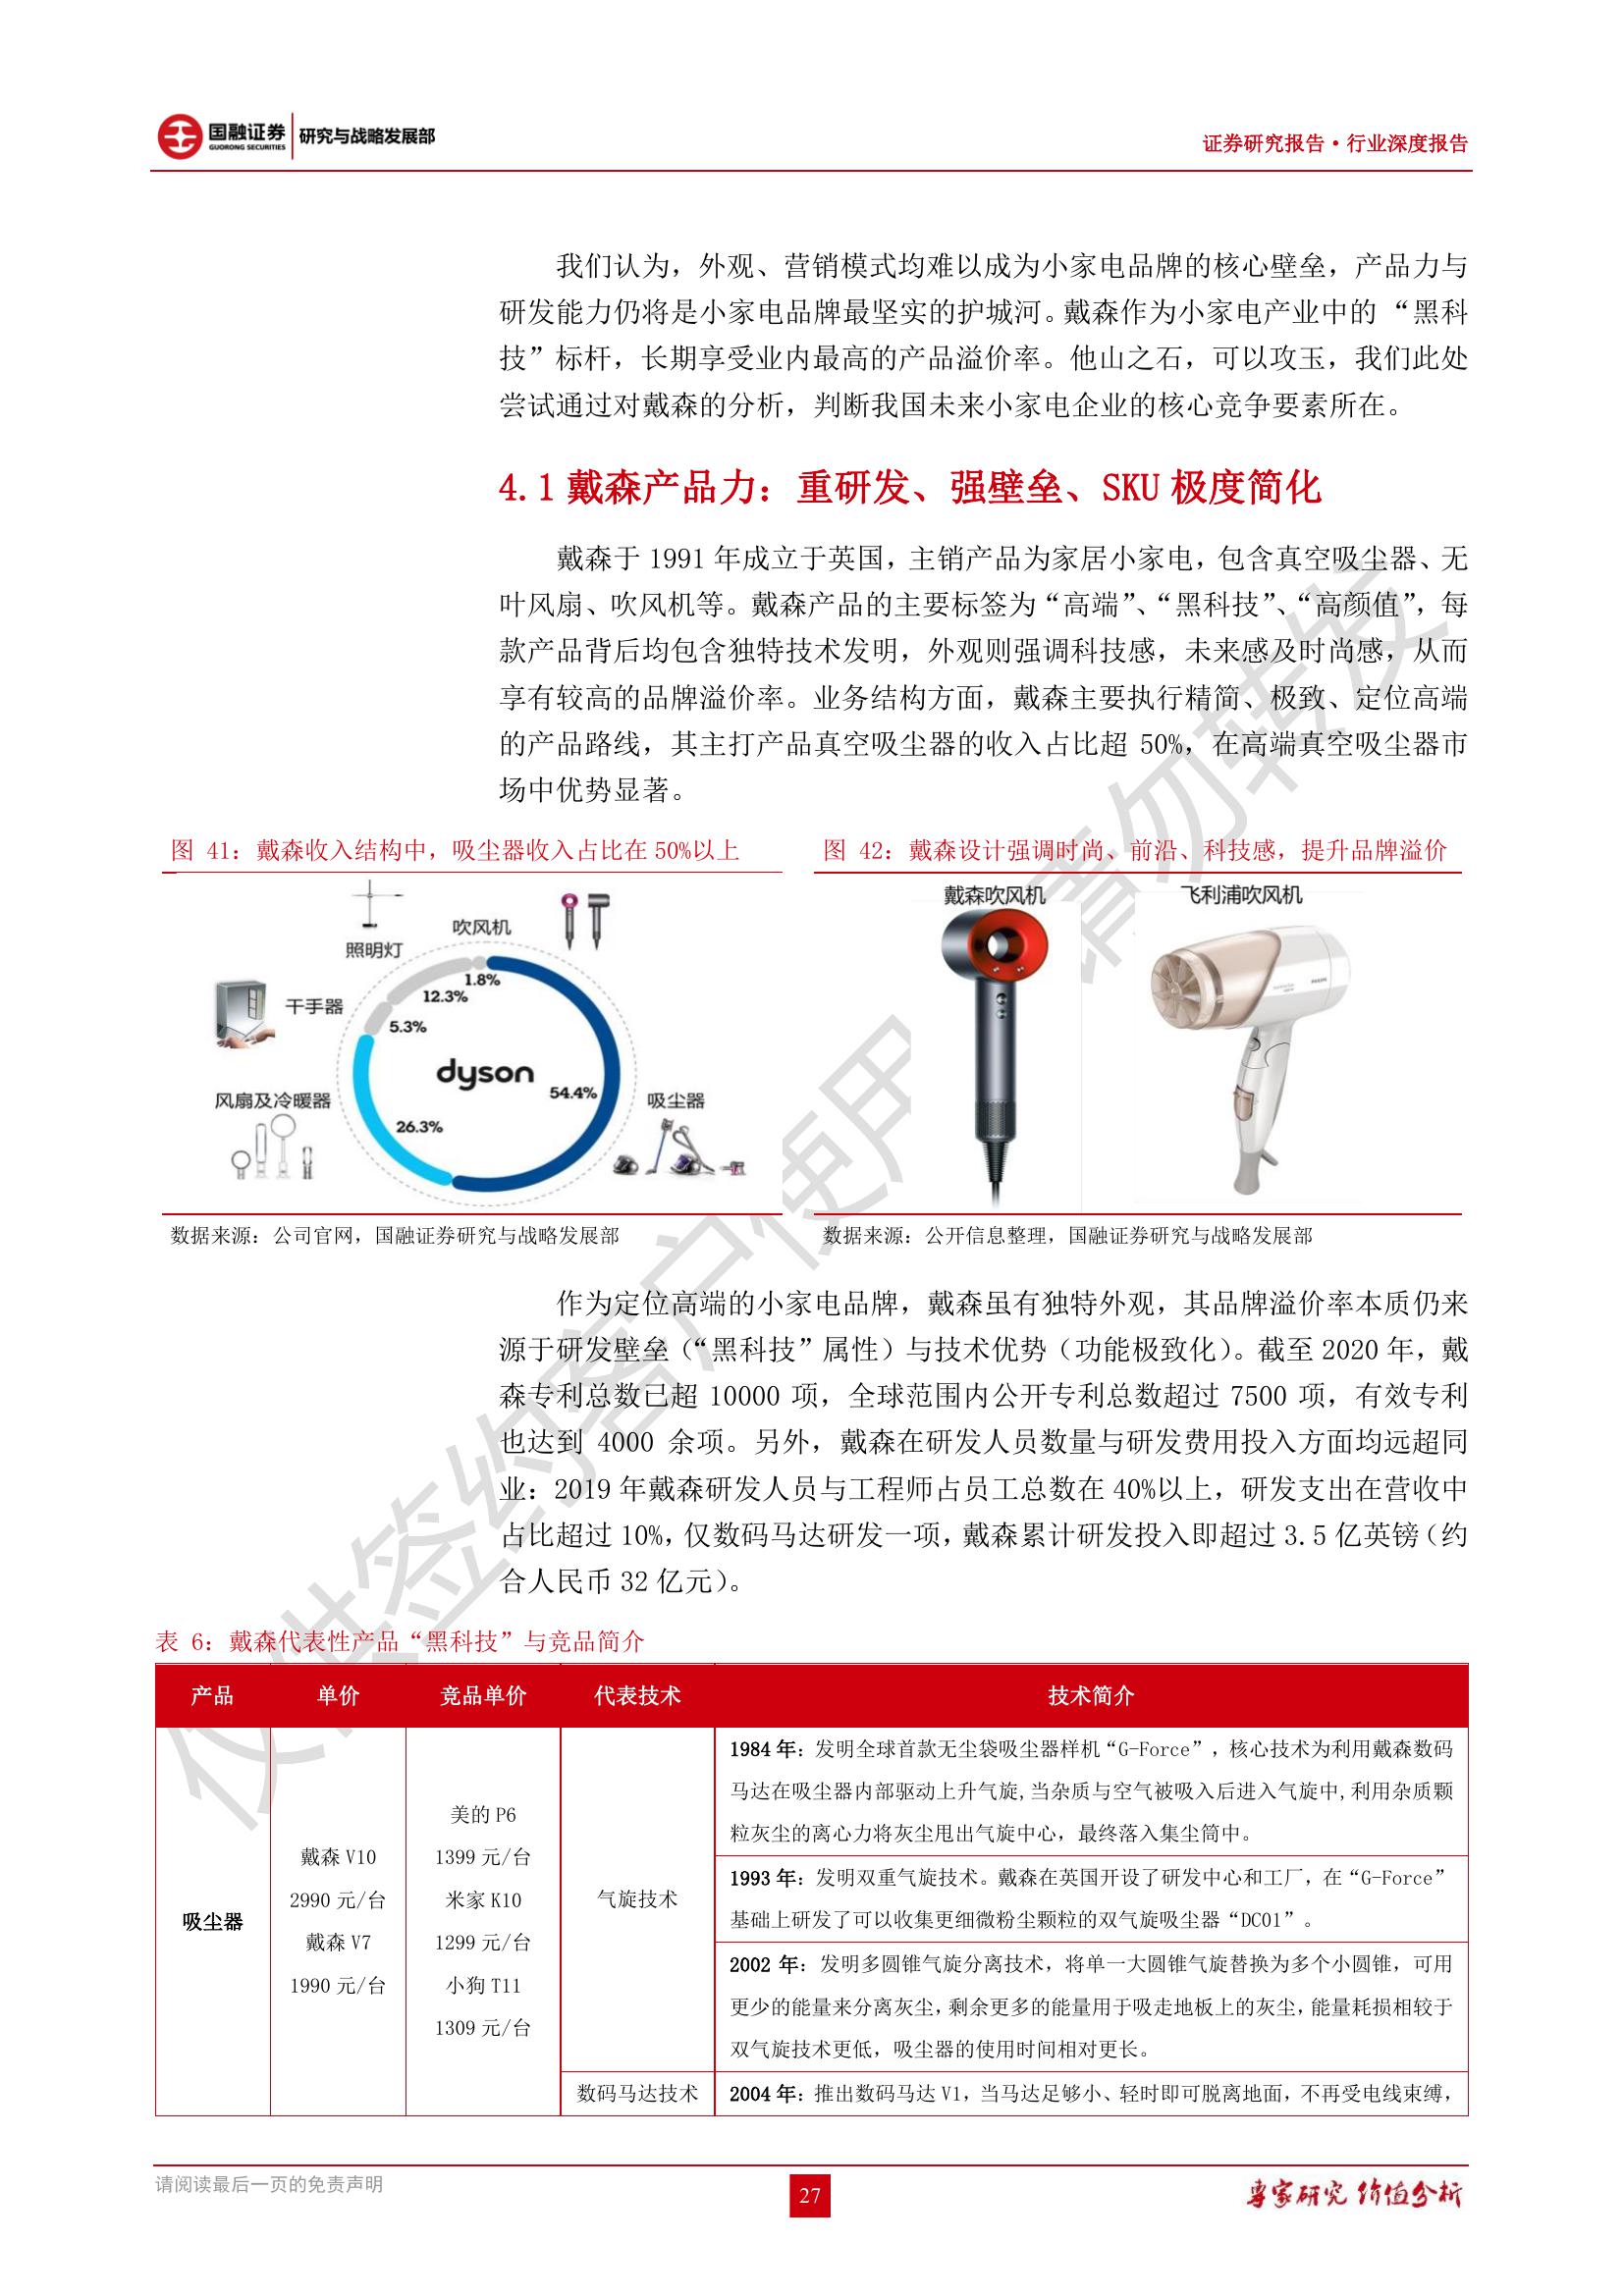 国融证券
GUORONG SECURITIES
研究与战略发展部
证券研究报告·行业深度报告
我们认为，外观、营销模式均难以成为小家电品牌的核心壁垒，产品力与
研发能力仍将是小家电品牌最坚实的护城河。戴森作为小家电产业中的 “黑科
技”标杆，长期享受业内最高的产品溢价率。他山之石，可以攻玉，我们此处
尝试通过对戴森的分析，判断我国未来小家电企业的核心竞争要素所在。
4.1 戴森产品力：重研发、强壁垒、SKU 极度简化
戴森于 1991 年成立于英国，主销产品为家居小家电，包含真空吸尘器、无
叶风扇、吹风机等。戴森产品的主要标签为“高端”、“黑科技”、“高颜值”，每
款产品背后均包含独特技术发明，外观则强调科技感，未来感及时尚感，从而
享有较高的品牌溢价率。业务结构方面，戴森主要执行精简、极致、定位高端
的产品路线，其主打产品真空吸尘器的收入占比超 50%，在高端真空吸尘器市
场中优势显著。
图 41：戴森收入结构中，吸尘器收入占比在 50%以上
吹风机
照明灯
1.8%
12.3%
干手器
5.3%
dyson
54.4%
风扇及冷暖器
吸尘器
26.3%
数据来源：公司官网，国融证券研究与战略发展部
图 42：戴森设计强调时尚、前沿、科技感，提升品牌溢价
戴森吹风机
飞利浦吹风机
数据来源：公开信息整理，国融证券研究与战略发展部
作为定位高端的小家电品牌，戴森虽有独特外观，其品牌溢价率本质仍来
源于研发壁垒（“黑科技”属性）与技术优势（功能极致化）。截至 2020 年，戴
森专利总数已超 10000 项，全球范围内公开专利总数超过 7500 项，有效专利
也达到 4000 余项。另外，戴森在研发人员数量与研发费用投入方面均远超同
业：2019 年戴森研发人员与工程师占员工总数在 40%以上，研发支出在营收中
占比超过 10%，仅数码马达研发一项，戴森累计研发投入即超过 3.5 亿英镑（约
合人民币 32 亿元）。
表 6：戴森代表性产品“黑科技”与竞品简介
产品 单价 竞品单价 代表技术 技术简介
吸尘器
戴森 V10
2990 元/台
戴森 V7
1990 元/台
美的 P6
1399 元/台
米家 K10
1299 元/台
小狗 T11
1309 元/台
气旋技术
1984 年：发明全球首款无尘袋吸尘器样机“G-Force”，核心技术为利用戴森数码
马达在吸尘器内部驱动上升气旋,当杂质与空气被吸入后进入气旋中,利用杂质颗
粒灰尘的离心力将灰尘甩出气旋中心，最终落入集尘筒中。
1993 年：发明双重气旋技术。戴森在英国开设了研发中心和工厂，在“G-Force”
基础上研发了可以收集更细微粉尘颗粒的双气旋吸尘器“DC01”。
2002 年：发明多圆锥气旋分离技术，将单一大圆锥气旋替换为多个小圆锥，可用
更少的能量来分离灰尘,剩余更多的能量用于吸走地板上的灰尘,能量耗损相较于
双气旋技术更低，吸尘器的使用时间相对更长。
数码马达技术
2004 年：推出数码马达 V1，当马达足够小、轻时即可脱离地面，不再受电线束缚，
请阅读最后一页的免责声明
27
专家研究 价值分析
仅供签约客户使用 请勿转发